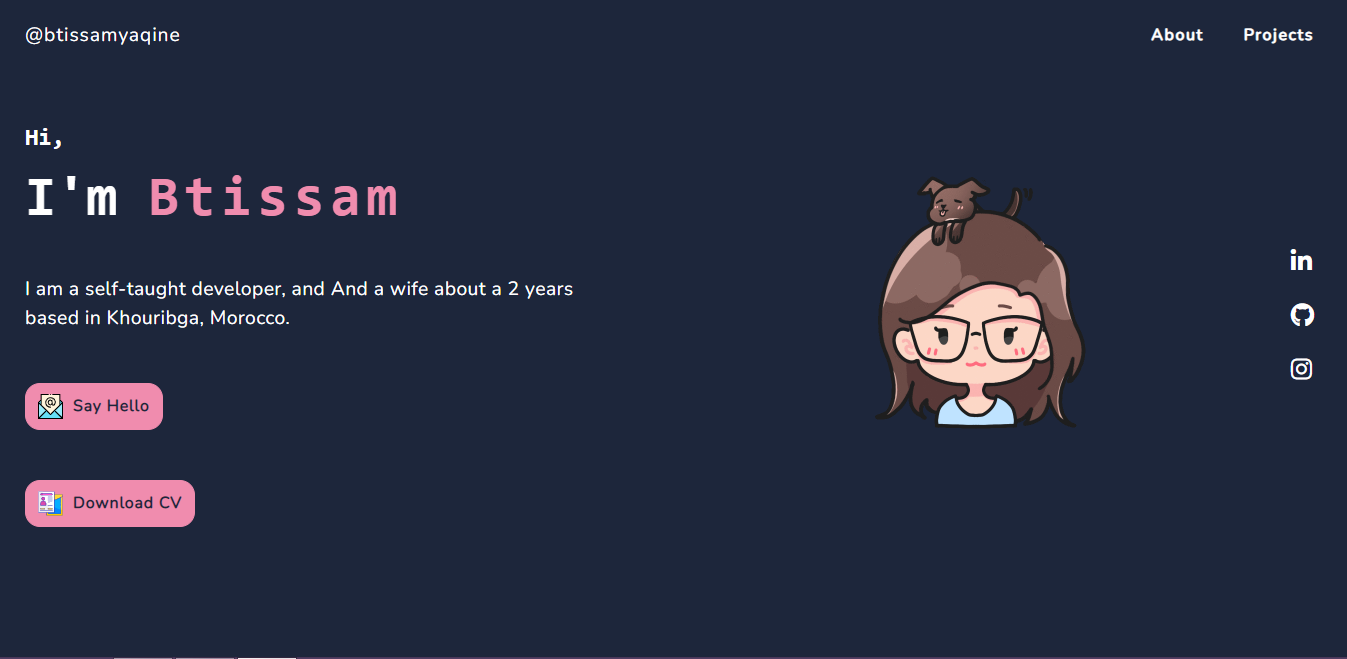 @btissamyaqine
About
Projects
Hi,
I'm Btissam
I am a self-taught developer, and And a wife about a 2 years
based in Khouribga, Morocco.
in
@ Say Hello
Download CV